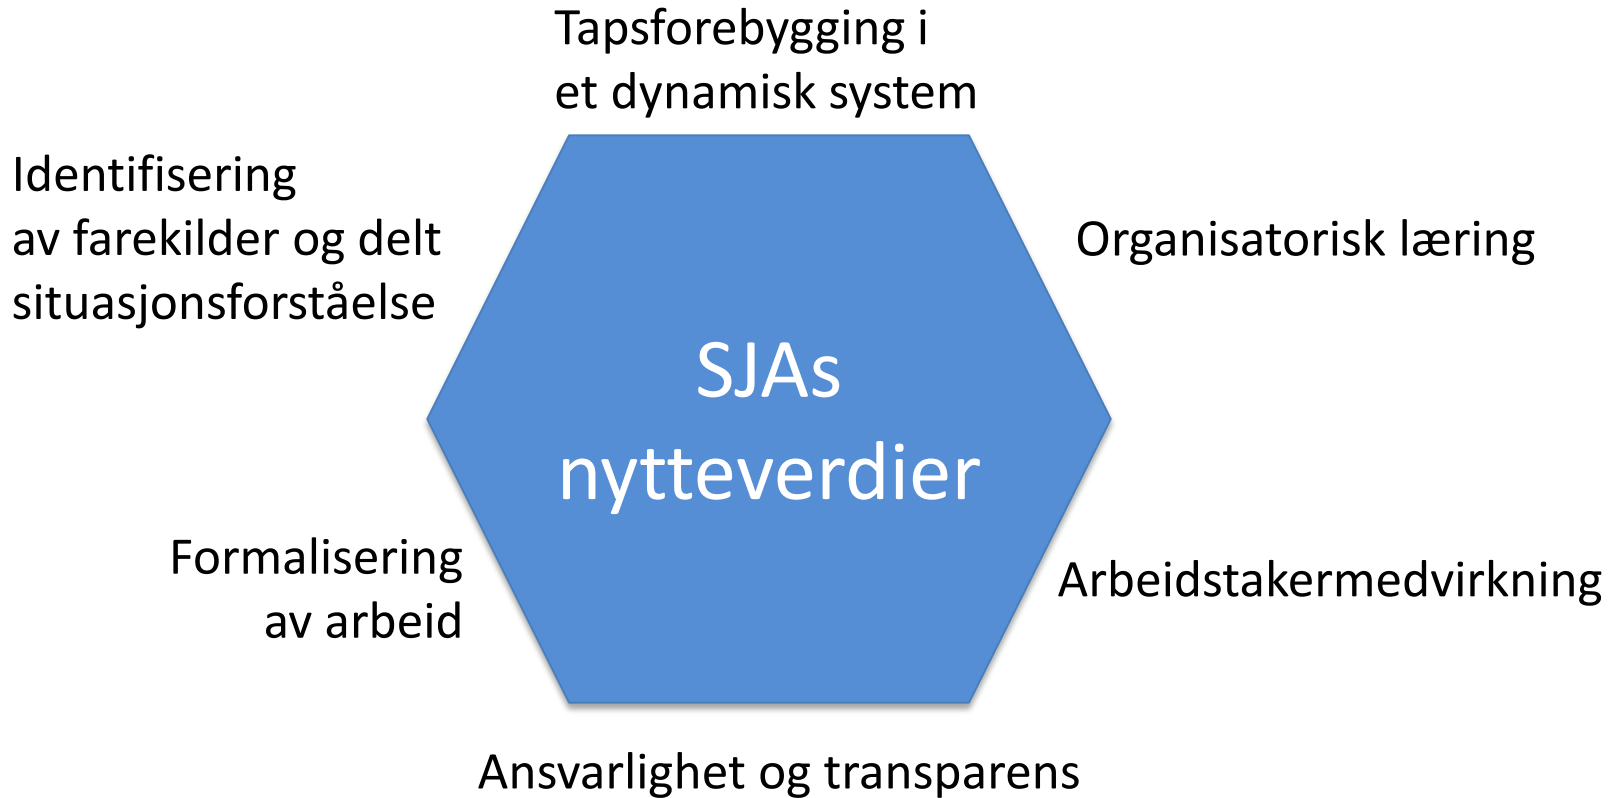 Tapsforebygging i
et dynamisk system
Identifisering
av farekilder og delt
situasjonsforståelse
Organisatorisk læring
SJAs
nytteverdier
Formalisering
av arbeid
Arbeidstakermedvirkning
Ansvarlighet og transparens